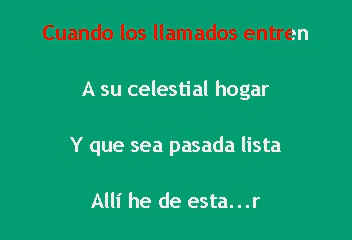 Cuando los llamados entren
A su celestial hogar
Y que sea pasada lista
Allí he de esta...r